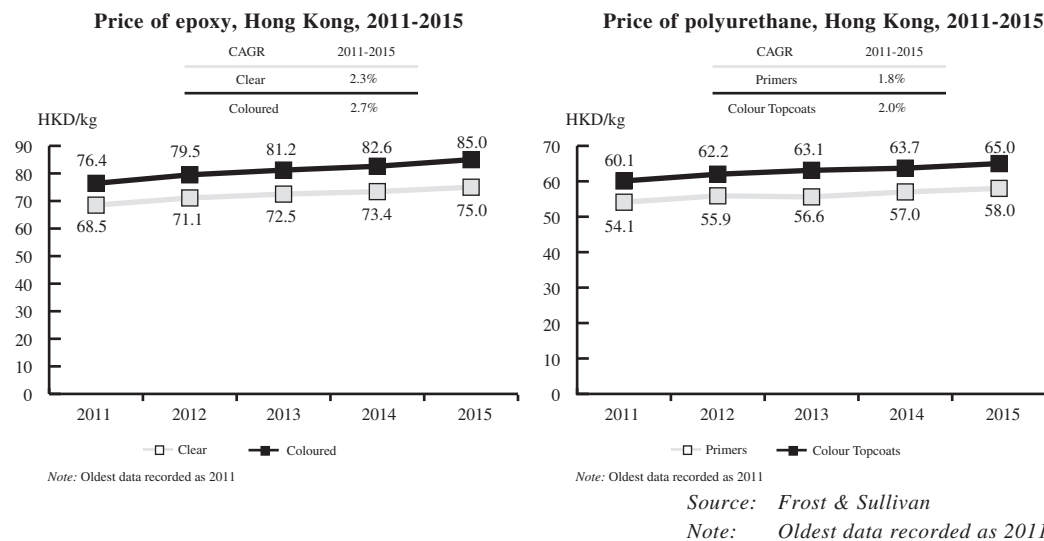 Price of epoxy, Hong Kong, 2011-2015
CAGR 2011-2015
Clear 2.3%
Coloured 2.7%
HKD/kg
90
80
70
60
50
40
30
20
10
0
76.4 79.5 81.2 82.6 85.0
68.5 71.1 72.5 73.4 75.0
2011 2012 2013 2014 2015
Clear Coloured
Note: Oldest data recorded as 2011
Price of polyurethane, Hong Kong, 2011-2015
CAGR 2011-2015
Primers 1.8%
Colour Topcoats 2.0%
HKD/kg
70
60
50
40
30
20
10
0
60.1 62.2 63.1 63.7 65.0
54.1 55.9 56.6 57.0 58.0
2011 2012 2013 2014 2015
Primers Colour Topcoats
Note: Oldest data recorded as 2011
Source: Frost & Sullivan
Note: Oldest data recorded as 2011